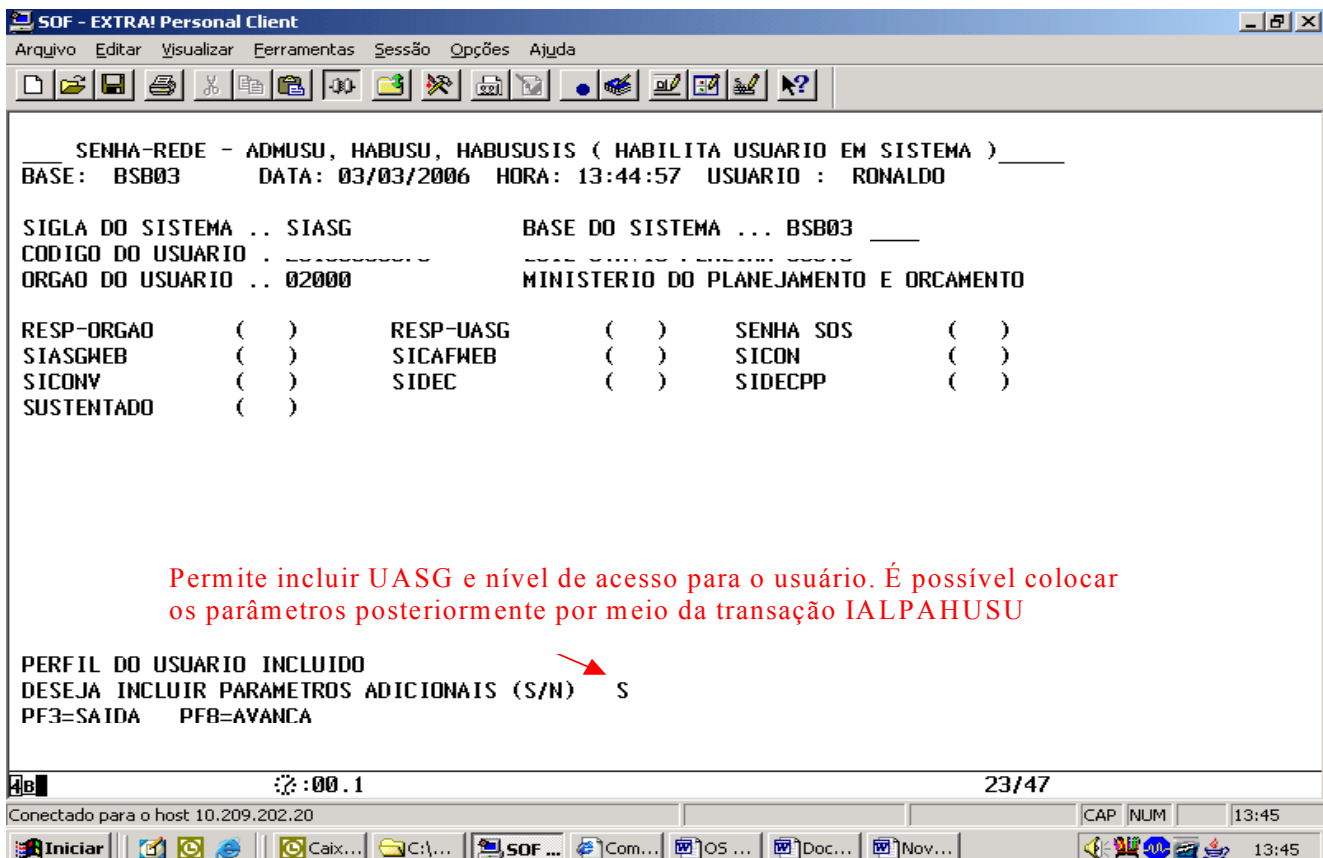 SOF - EXTRA! Personal Client
Arquivo Editar Visualizar Ferramentas Sessão Opções Ajuda
___ SENHA-REDE - ADMUSU, HABUSU, HABUSUSIS ( HABILITA USUARIO EM SISTEMA )_____
BASE: BSB03 DATA: 03/03/2006 HORA: 13:44:57 USUARIO : RONALDO
SIGLA DO SISTEMA .. SIASG BASE DO SISTEMA ... BSB03 ____
CODIGO DO USUARIO .
ORGAO DO USUARIO .. 02000 MINISTERIO DO PLANEJAMENTO E ORCAMENTO
RESP-ORGAO ( ) RESP-UASG ( ) SENHA SOS ( )
SIASGWEB ( ) SICAFWEB ( ) SICON ( )
SICONV ( ) SIDEC ( ) SIDECPP ( )
SUSTENTADO ( )
Permite incluir UASG e nível de acesso para o usuário. É possível colocar
os parâmetros posteriormente por meio da transação IALPAHUSU
PERFIL DO USUARIO INCLUIDO
DESEJA INCLUIR PARAMETROS ADICIONAIS (S/N) S
PF3=SAIDA PF8=AVANCA
4B :00.1 23/47
Conectado para o host 10.209.202.20 CAP NUM 13:45
Iniciar Caix... C:\... SOF ... Com... OS ... Doc... Nov... 13:45